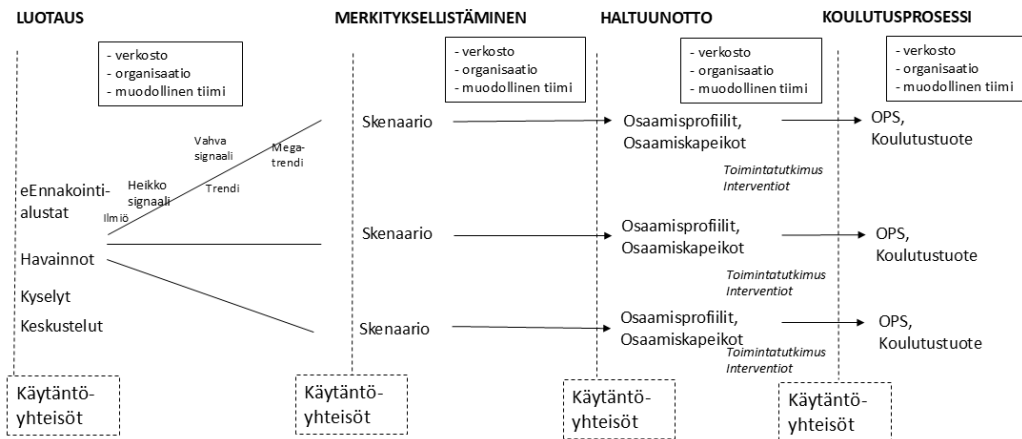 LUOTAUS
MERKITYKSELLISTÄMINEN
HALTUUNOTTO
KOULUTUSPROSESSI
- verkosto
- organisaatio
- muodollinen tiimi
- verkosto
- organisaatio
- muodollinen tiimi
- verkosto
- organisaatio
- muodollinen tiimi
- verkosto
- organisaatio
- muodollinen tiimi
eEnnakointi-
alustat
Havainnot
Kyselyt
Keskustelut
Ilmiö
Heikko
signaali
Trendi
Vahva
signaali
Mega-
trendi
Skenaario
Osaamisprofiilit,
Osaamiskapeikot
Toimintatutkimus
Interventiot
OPS,
Koulutustuote
Skenaario
Osaamisprofiilit,
Osaamiskapeikot
Toimintatutkimus
Interventiot
OPS,
Koulutustuote
Skenaario
Osaamisprofiilit,
Osaamiskapeikot
Toimintatutkimus
Interventiot
OPS,
Koulutustuote
Käytäntö-
yhteisöt
Käytäntö-
yhteisöt
Käytäntö-
yhteisöt
Käytäntö-
yhteisöt